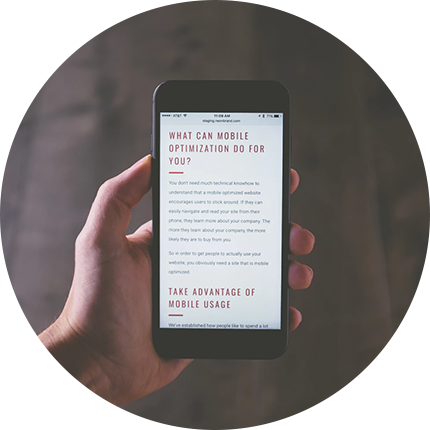 AT&T 11:09 AM 71%
staging.neonbrand.com
WHAT CAN MOBILE
OPTIMIZATION DO FOR
YOU?
You don't need much technical knowhow to
understand that a mobile optimized website
encourages users to stick around. If they can
easily navigate and read your site from their
phone, they learn more about your company. The
more they learn about your company, the more
likely they are to buy from you.
So in order to get people to actually use your
website, you obviously need a site that is mobile
optimized.
TAKE ADVANTAGE OF
MOBILE USAGE
We've established how people like to spend a lot